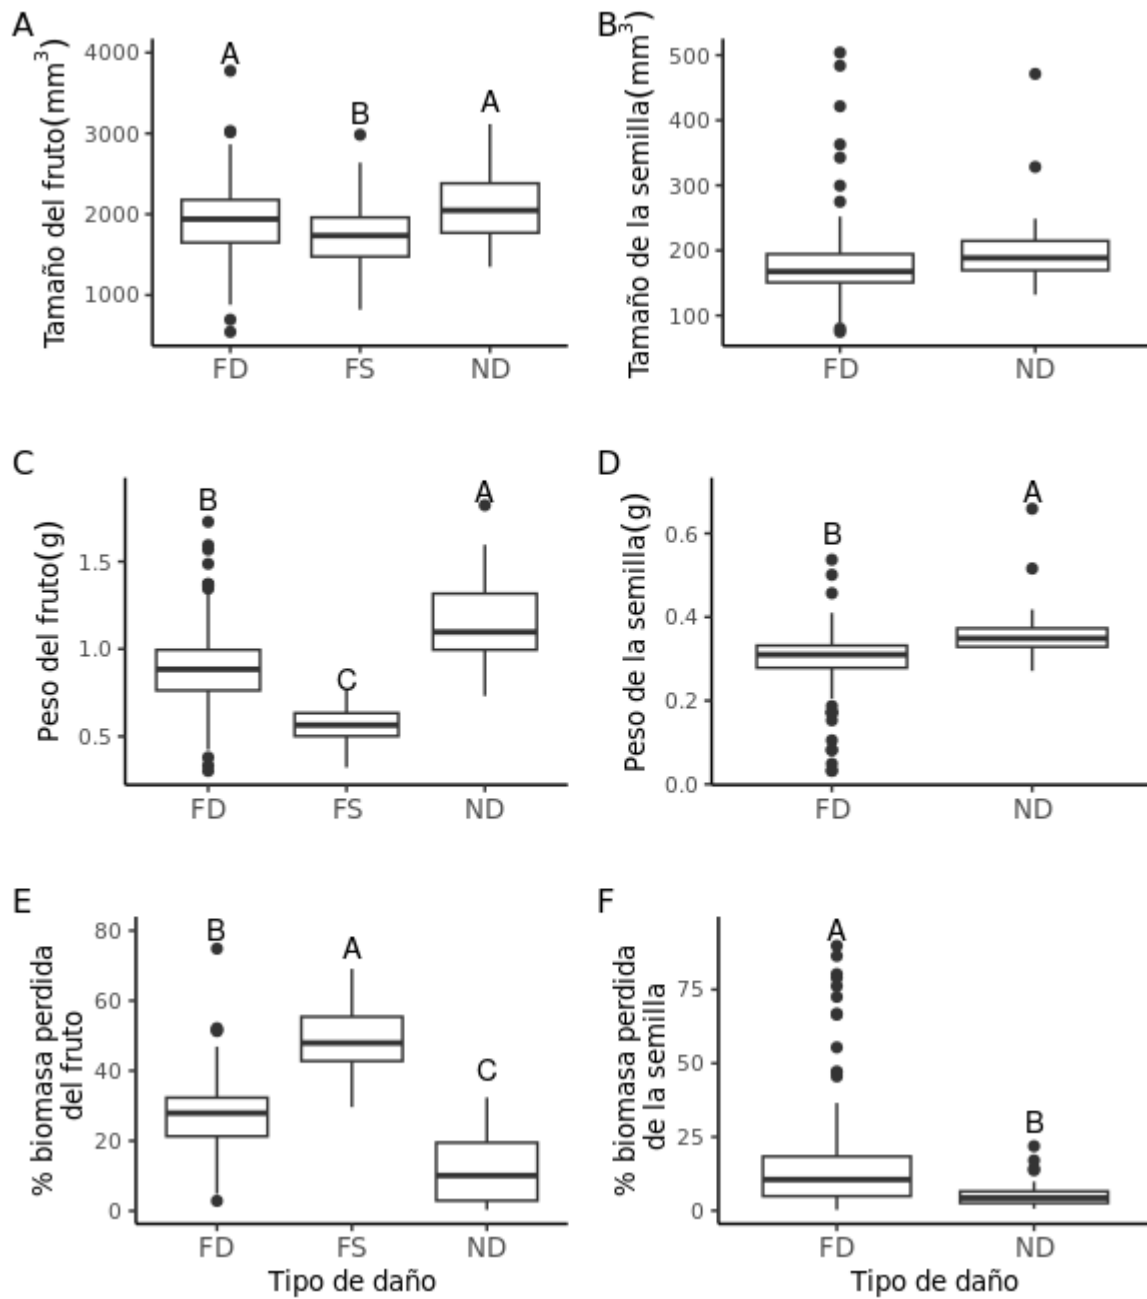 A
Tamaño del fruto(mm³)
4000
3000
2000
1000
A
B
A
FD
FS
ND
B
Tamaño de la semilla(mm³)
500
400
300
200
100
FD
ND
C
Peso del fruto(g)
1.5
1.0
0.5
B
C
A
FD
FS
ND
D
Peso de la semilla(g)
0.6
0.4
0.2
0.0
B
A
FD
ND
E
% biomasa perdida
del fruto
80
60
40
20
0
B
A
C
FD
FS
ND
Tipo de daño
F
% biomasa perdida
de la semilla
75
50
25
0
A
B
FD
ND
Tipo de daño